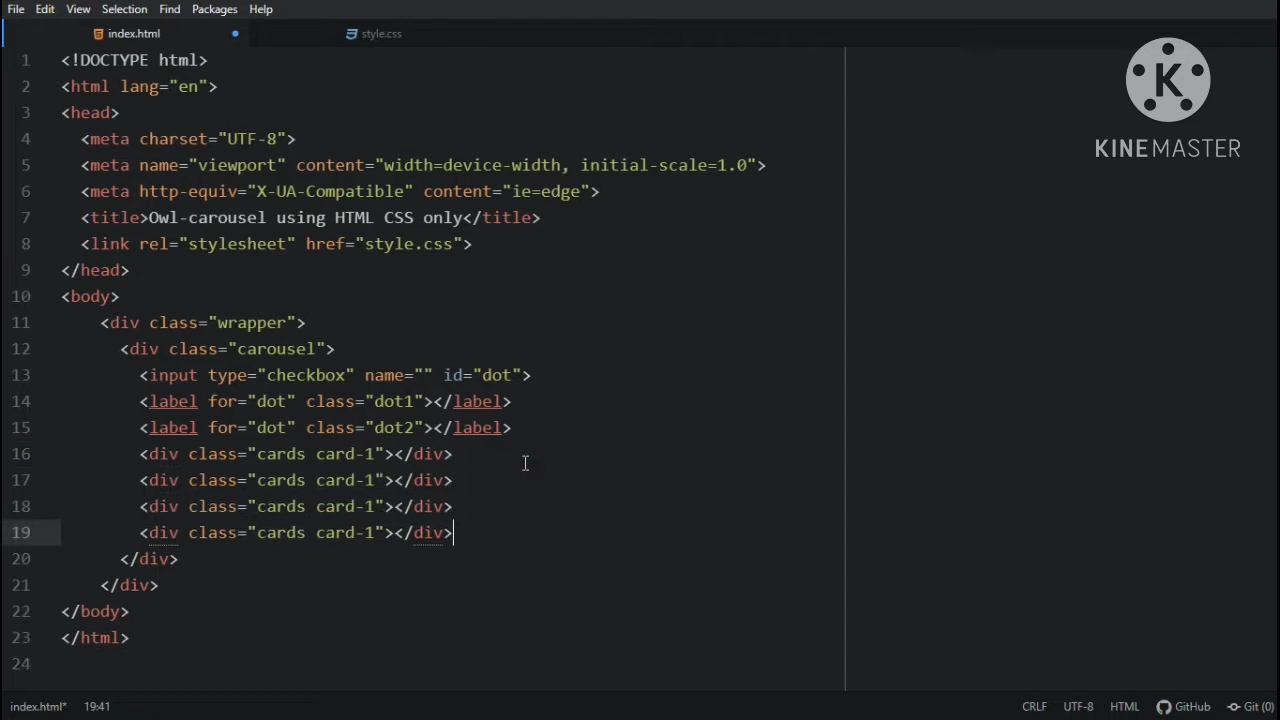 File Edit View Selection Find Packages Help
index.html style.css
1 <!DOCTYPE html>
2 <html lang="en">
3 <head>
4 <meta charset="UTF-8">
5 <meta name="viewport" content="width=device-width, initial-scale=1.0">
6 <meta http-equiv="X-UA-Compatible" content="ie=edge">
7 <title>Owl-carousel using HTML CSS only</title>
8 <link rel="stylesheet" href="style.css">
9 </head>
10 <body>
11 <div class="wrapper">
12 <div class="carousel">
13 <input type="checkbox" name="" id="dot">
14 <label for="dot" class="dot1"></label>
15 <label for="dot" class="dot2"></label>
16 <div class="cards card-1"></div>
17 <div class="cards card-1"></div>
18 <div class="cards card-1"></div>
19 <div class="cards card-1"></div>
20 </div>
21 </div>
22 </body>
23 </html>
24
K
KINEMASTER
index.html* 19:41 CRLF UTF-8 HTML GitHub Git (0)